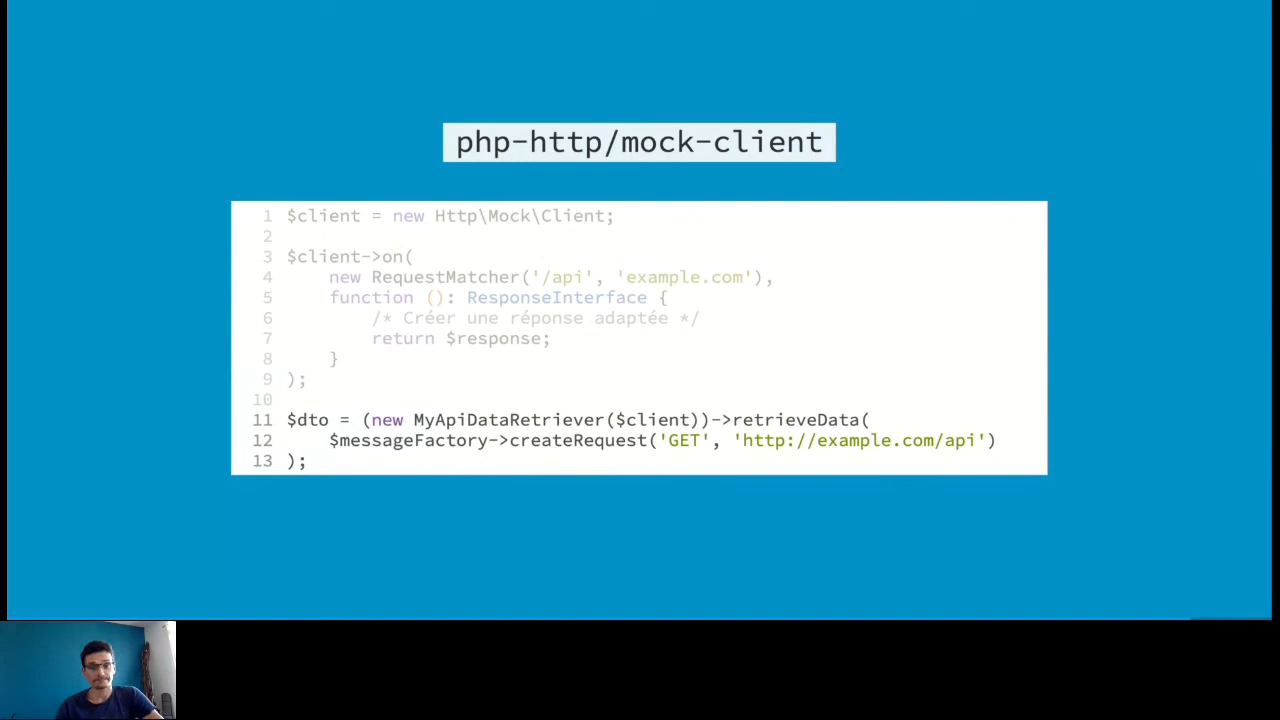 php-http/mock-client
1 $client = new Http\Mock\Client;
2
3 $client->on(
4     new RequestMatcher('/api', 'example.com'),
5     function (): ResponseInterface {
6         /* Créer une réponse adaptée */
7         return $response;
8     }
9 );
10
11 $dto = (new MyApiDataRetriever($client))->retrieveData(
12     $messageFactory->createRequest('GET', 'http://example.com/api')
13 );